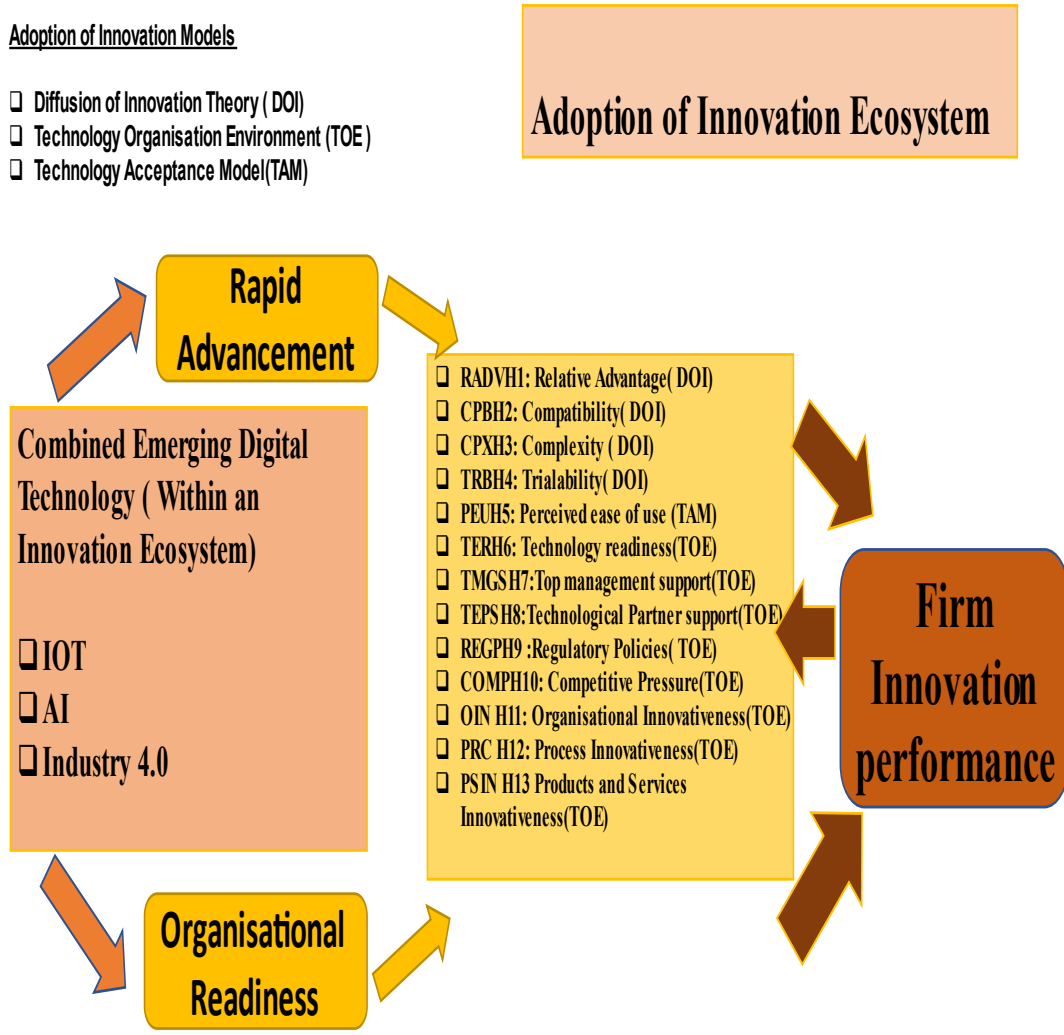 Adoption of Innovation Models
❑ Diffusion of Innovation Theory ( DOI)
❑ Technology Organisation Environment (TOE )
❑ Technology Acceptance Model(TAM)
Adoption of Innovation Ecosystem
Rapid
Advancement
Combined Emerging Digital
Technology ( Within an
Innovation Ecosystem)
❑ IOT
❑ AI
❑ Industry 4.0
Organisational
Readiness
❑ RADVH1: Relative Advantage( DOI)
❑ CPBH2: Compatibility( DOI)
❑ CPXH3: Complexity ( DOI)
❑ TRBH4: Trialability( DOI)
❑ PEUH5: Perceived ease of use (TAM)
❑ TERH6: Technology readiness(TOE)
❑ TMGSH7:Top management support(TOE)
❑ TEPSH8:Technological Partner support(TOE)
❑ REGPH9 :Regulatory Policies( TOE)
❑ COMPH10: Competitive Pressure(TOE)
❑ OIN H11: Organisational Innovativeness(TOE)
❑ PRC H12: Process Innovativeness(TOE)
❑ PSIN H13 Products and Services
Innovativeness(TOE)
Firm
Innovation
performance